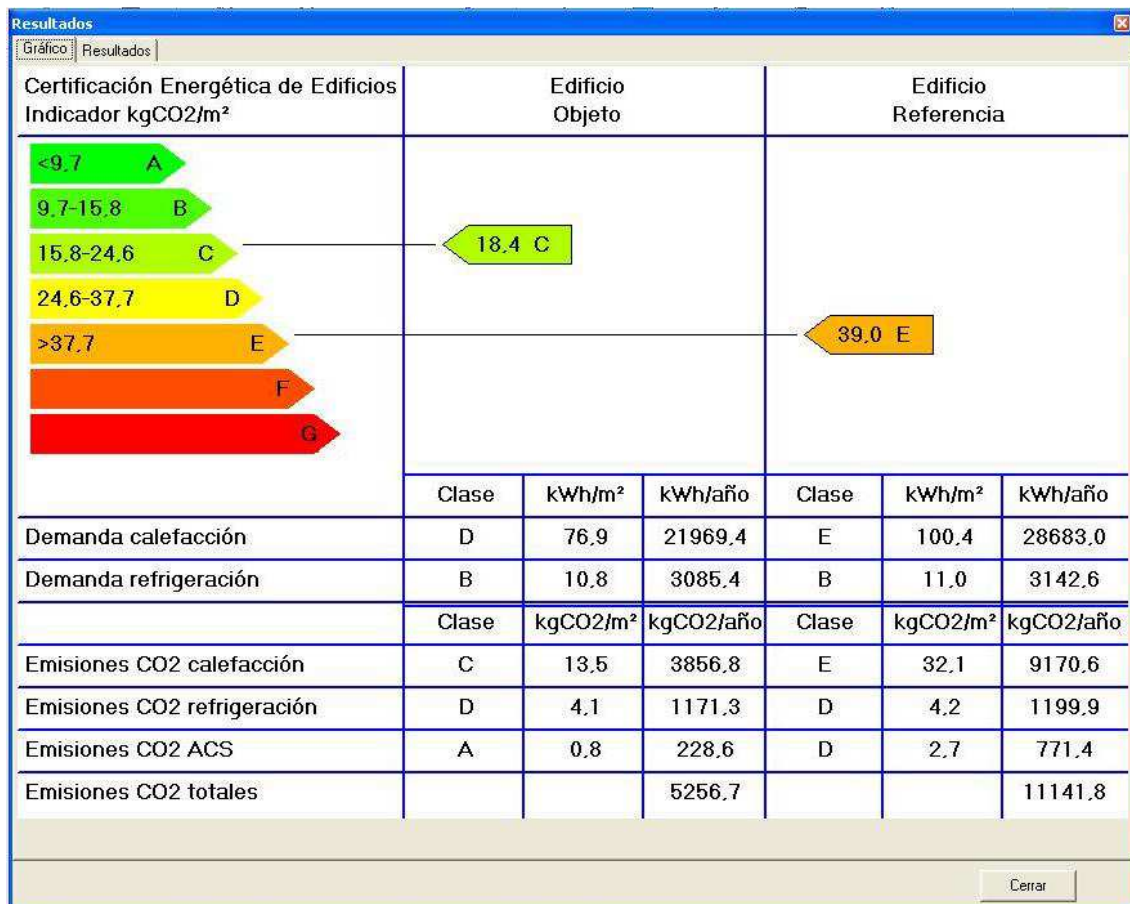 Resultados
Gráfico Resultados
Certificación Energética de Edificios
Indicador kgCO2/m²
Edificio
Objeto
Edificio
Referencia
<9,7 A
9,7-15,8 B
15,8-24,6 C
18,4 C
24,6-37,7 D
>37,7 E
39,0 E
F
G
Clase kWh/m² kWh/año Clase kWh/m² kWh/año
Demanda calefacción D 76,9 21969,4 E 100,4 28683,0
Demanda refrigeración B 10,8 3085,4 B 11,0 3142,6
Clase kgCO2/m² kgCO2/año Clase kgCO2/m² kgCO2/año
Emisiones CO2 calefacción C 13,5 3856,8 E 32,1 9170,6
Emisiones CO2 refrigeración D 4,1 1171,3 D 4,2 1199,9
Emisiones CO2 ACS A 0,8 228,6 D 2,7 771,4
Emisiones CO2 totales 5256,7 11141,8
Cerrar